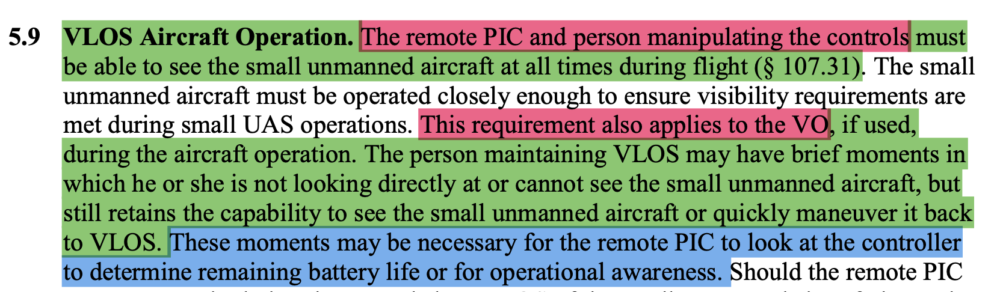 5.9 VLOS Aircraft Operation. The remote PIC and person manipulating the controls must
be able to see the small unmanned aircraft at all times during flight (§ 107.31). The small
unmanned aircraft must be operated closely enough to ensure visibility requirements are
met during small UAS operations. This requirement also applies to the VO, if used,
during the aircraft operation. The person maintaining VLOS may have brief moments in
which he or she is not looking directly at or cannot see the small unmanned aircraft, but
still retains the capability to see the small unmanned aircraft or quickly maneuver it back
to VLOS. These moments may be necessary for the remote PIC to look at the controller
to determine remaining battery life or for operational awareness. Should the remote PIC